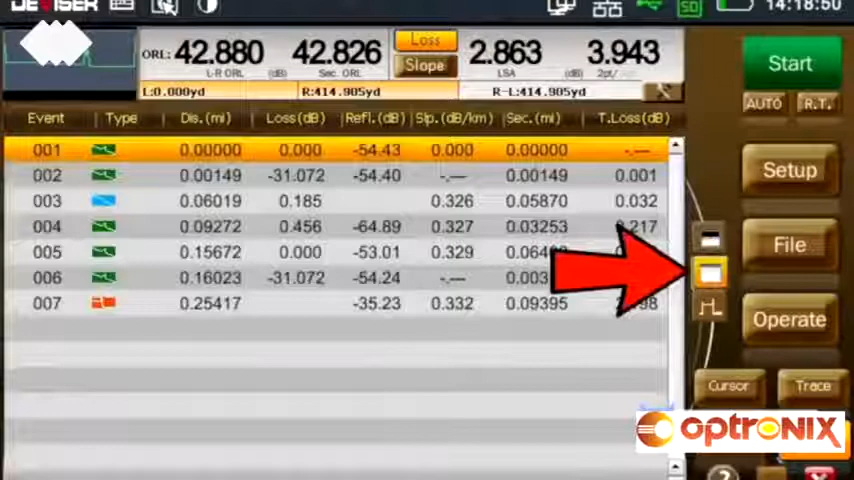 DEVISER
SD
14:18:50
ORL: 42.880 42.826 Loss 2.863 3.943
L-R ORL (dB) Sec. ORL Slope LSA (dB) 2pt/
L:0.000yd R:414.905yd R-L:414.905yd
Start
AUTO R.T.
Event Type Dis.(mi) Loss(dB) Refl.(dB) Slp.(dB/km) Sec.(mi) T.Loss(dB)
001 0.00000 0.000 -54.43 0.000 0.00000 -.--
002 0.00149 -31.072 -54.40 -.-- 0.00149 0.001
003 0.06019 0.185 0.326 0.05870 0.032
004 0.09272 0.456 -64.89 0.327 0.03253 0.217
005 0.15672 0.000 -53.01 0.329
006 0.16023 -31.072 -54.24 -.--
007 0.25417 -35.23 0.332 0.09395
Setup
File
Operate
Cursor Trace
optronix
?